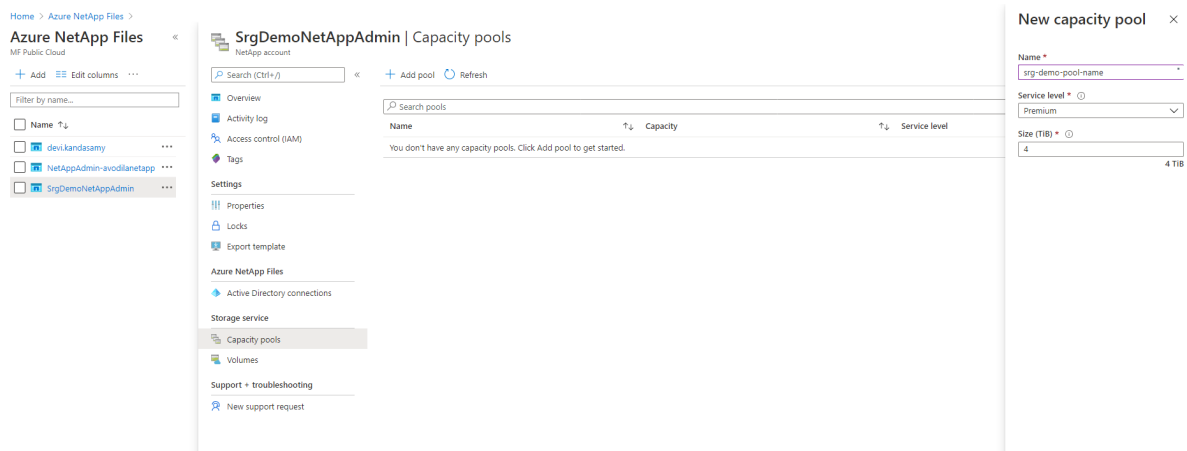 Home > Azure NetApp Files >
Azure NetApp Files «
MF Public Cloud
+ Add Edit columns ···
Filter by name...
Name ↑↓
devi.kandasamy ···
NetAppAdmin-avodilanetapp ···
SrgDemoNetAppAdmin ···
SrgDemoNetAppAdmin | Capacity pools
NetApp account
Search (Ctrl+/) «
Overview
Activity log
Access control (IAM)
Tags
Settings
Properties
Locks
Export template
Azure NetApp Files
Active Directory connections
Storage service
Capacity pools
Volumes
Support + troubleshooting
New support request
+ Add pool Refresh
Search pools
Name ↑↓ Capacity ↑↓ Service level
You don't have any capacity pools. Click Add pool to get started.
New capacity pool ×
Name *
srg-demo-pool-name
Service level *
Premium
Size (TiB) *
4
4 TiB